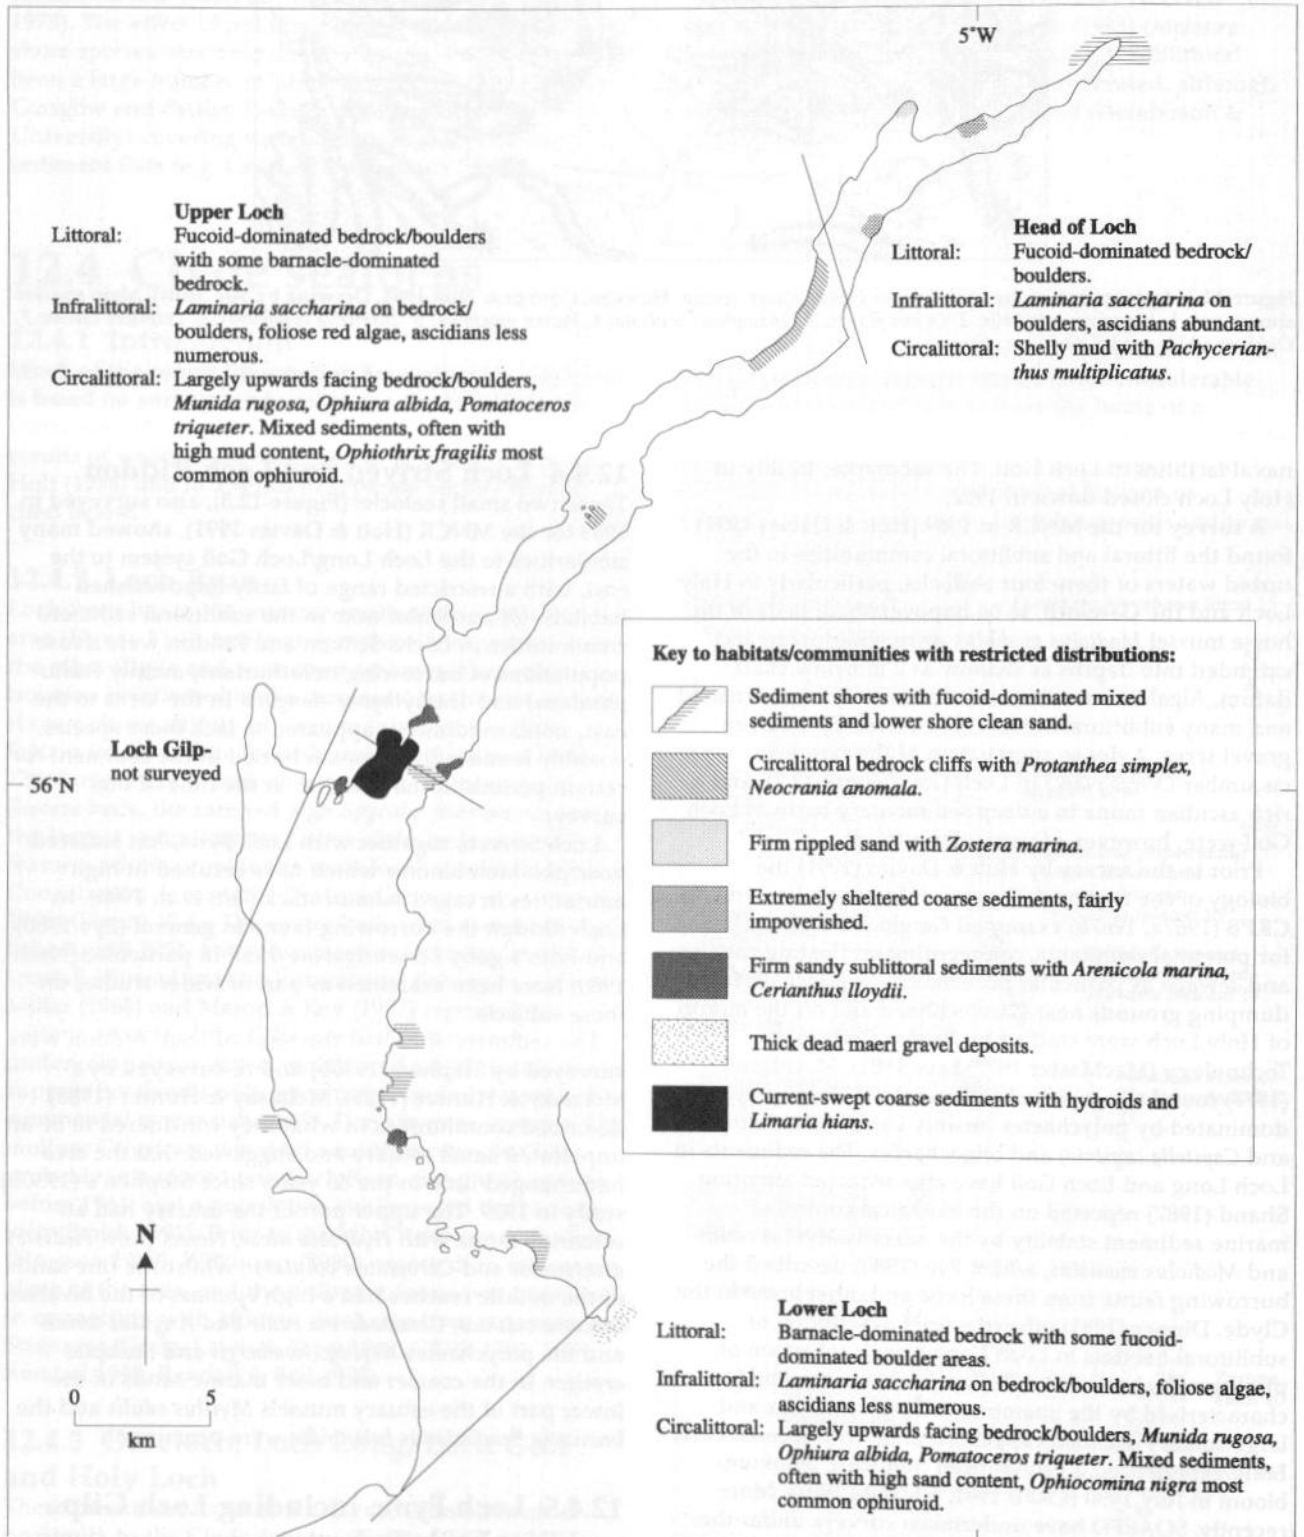 5°W
Upper Loch
Littoral: Fucoid-dominated bedrock/boulders
with some barnacle-dominated
bedrock.
Infralittoral: Laminaria saccharina on bedrock/
boulders, foliose red algae, ascidians less
numerous.
Circalittoral: Largely upwards facing bedrock/boulders,
Munida rugosa, Ophiura albida, Pomatoceros
triqueter. Mixed sediments, often with
high mud content, Ophiothrix fragilis most
common ophiuroid.
Head of Loch
Littoral: Fucoid-dominated bedrock/
boulders.
Infralittoral: Laminaria saccharina on
boulders, ascidians abundant.
Circalittoral: Shelly mud with Pachycerian-
thus multiplicatus.
Loch Gilp-
not surveyed
56°N
Key to habitats/communities with restricted distributions:
Sediment shores with fucoid-dominated mixed
sediments and lower shore clean sand.
Circalittoral bedrock cliffs with Protanthea simplex,
Neocrania anomala.
Firm rippled sand with Zostera marina.
Extremely sheltered coarse sediments, fairly
impoverished.
Firm sandy sublittoral sediments with Arenicola marina,
Cerianthus lloydii.
Thick dead maerl gravel deposits.
Current-swept coarse sediments with hydroids and
Limaria hians.
N
0 5
km
Lower Loch
Littoral: Barnacle-dominated bedrock with some fucoid-
dominated boulder areas.
Infralittoral: Laminaria saccharina on bedrock/boulders, foliose algae,
ascidians less numerous.
Circalittoral: Largely upwards facing bedrock/boulders, Munida rugosa,
Ophiura albida, Pomatoceros triqueter. Mixed sediments,
often with high sand content, Ophiocomina nigra most
common ophiuroid.